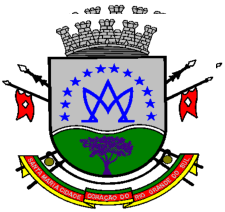 SANTA MARIA CIDADE CORAÇÃO DO RIO GRANDE DO SUL